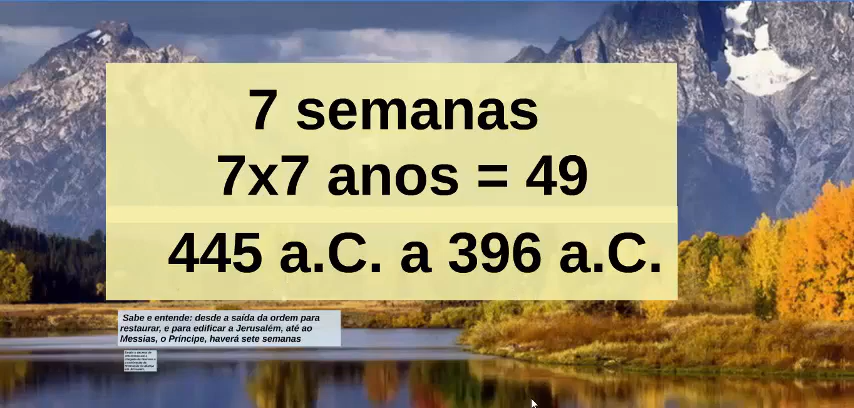 7 semanas
7x7 anos = 49
445 a.C. a 396 a.C.
Sabe e entende: desde a saída da ordem para
restaurar, e para edificar a Jerusalém, até ao
Messias, o Príncipe, haverá sete semanas